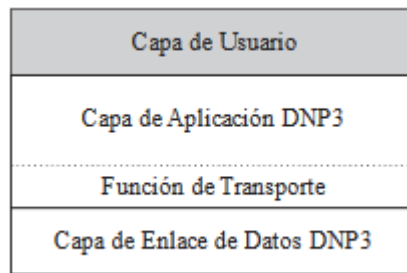 Capa de Usuario
Capa de Aplicación DNP3
Función de Transporte
Capa de Enlace de Datos DNP3